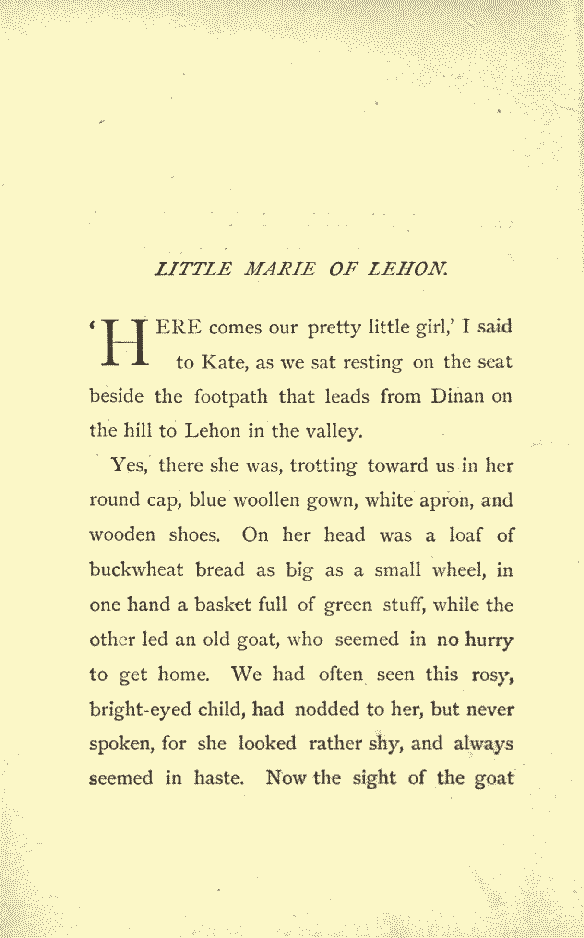 LITTLE MARIE OF LEHON.
‘HERE comes our pretty little girl,’ I said
to Kate, as we sat resting on the seat
beside the footpath that leads from Dinan on
the hill to Lehon in the valley.
Yes, there she was, trotting toward us in her
round cap, blue woollen gown, white apron, and
wooden shoes. On her head was a loaf of
buckwheat bread as big as a small wheel, in
one hand a basket full of green stuff, while the
other led an old goat, who seemed in no hurry
to get home. We had often seen this rosy,
bright-eyed child, had nodded to her, but never
spoken, for she looked rather shy, and always
seemed in haste. Now the sight of the goat